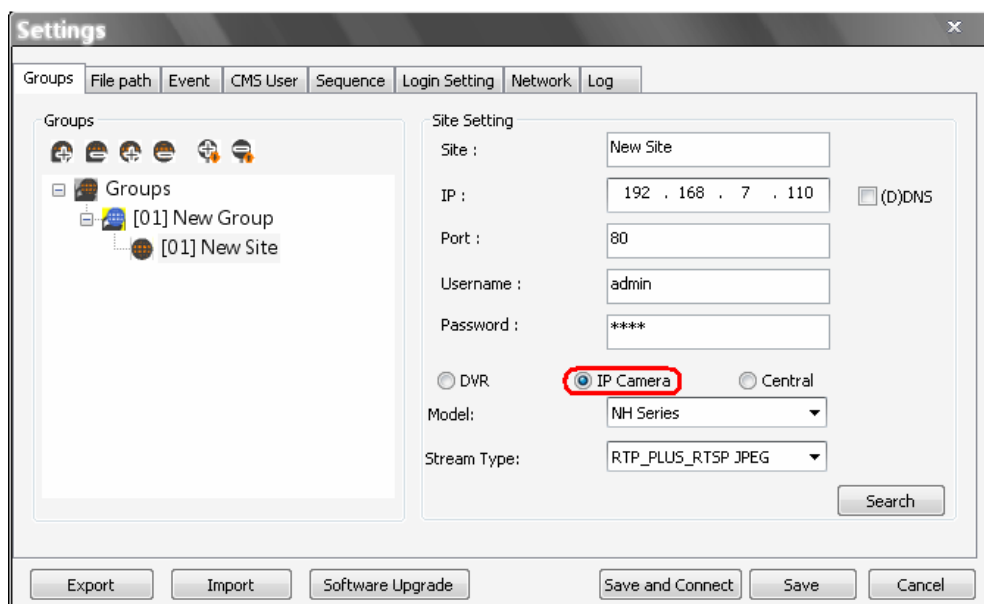 Settings
Groups File path Event CMS User Sequence Login Setting Network Log
Groups
Groups
[01] New Group
[01] New Site
Site Setting
Site : New Site
IP : 192 . 168 . 7 . 110 (D)DNS
Port : 80
Username : admin
Password : ****
DVR IP Camera Central
Model: NH Series
Stream Type: RTP_PLUS_RTSP JPEG
Search
Export Import Software Upgrade Save and Connect Save Cancel